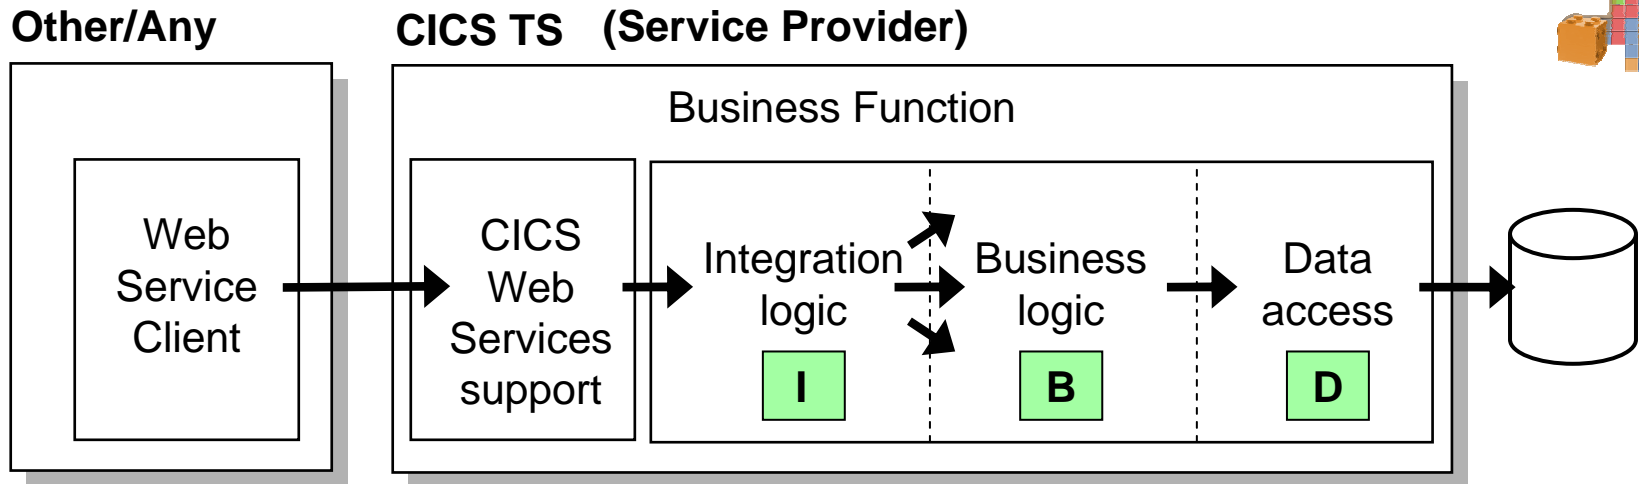 Other/Any
CICS TS (Service Provider)
Business Function
Web
Service
Client
CICS
Web
Services
support
Integration
logic
I
Business
logic
B
Data
access
D